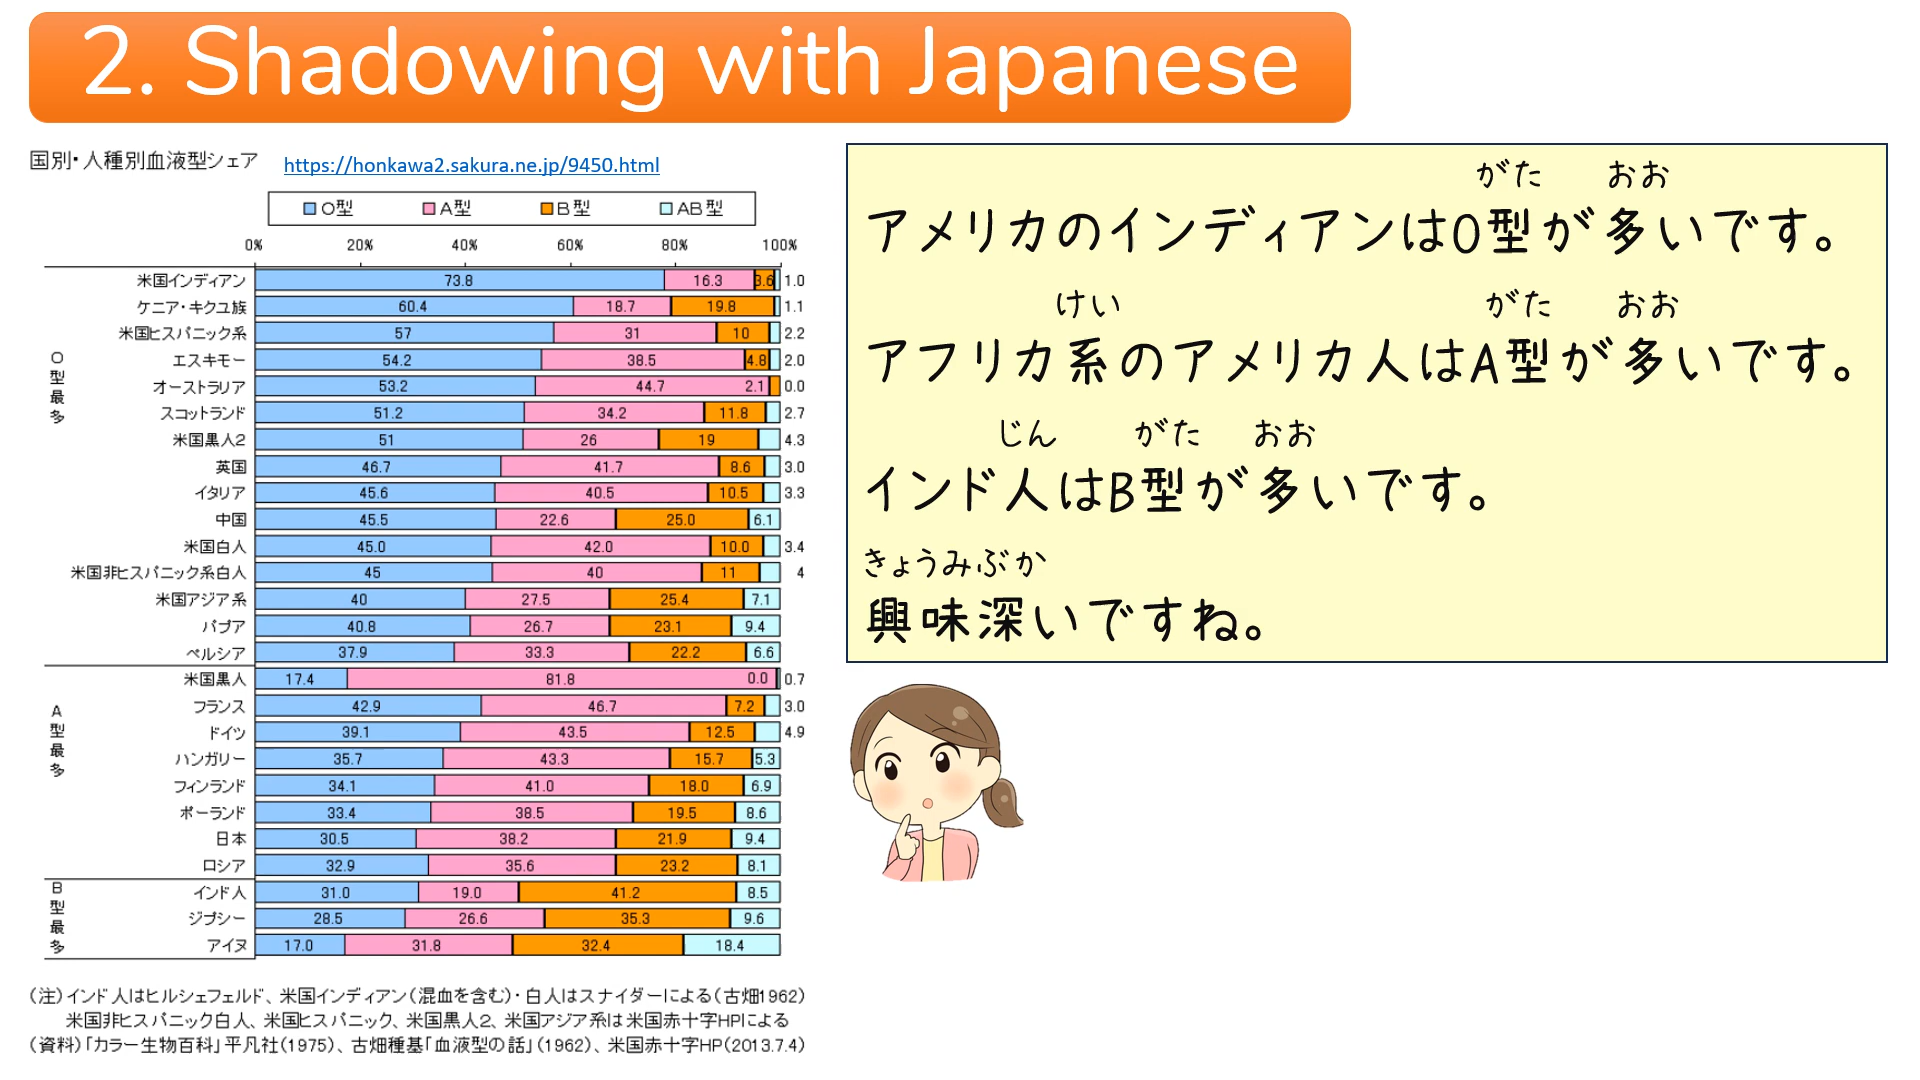 2. Shadowing with Japanese
国別・人種別血液型シェア
https://honkawa2.sakura.ne.jp/9450.html
O型 A型 B型 AB型
0% 20% 40% 60% 80% 100%
O型最多
米国インディアン 73.8 16.3 3.6 1.0
ケニア・キクユ族 60.4 18.7 19.8 1.1
米国ヒスパニック系 57 31 10 2.2
エスキモー 54.2 38.5 4.8 2.0
オーストラリア 53.2 44.7 2.1 0.0
スコットランド 51.2 34.2 11.8 2.7
米国黒人2 51 26 19 4.3
英国 46.7 41.7 8.6 3.0
イタリア 45.6 40.5 10.5 3.3
中国 45.5 22.6 25.0 6.1
米国白人 45.0 42.0 10.0 3.4
米国非ヒスパニック系白人 45 40 11 4
米国アジア系 40 27.5 25.4 7.1
パプア 40.8 26.7 23.1 9.4
ペルシア 37.9 33.3 22.2 6.6
A型最多
米国黒人 17.4 81.8 0.0 0.7
フランス 42.9 46.7 7.2 3.0
ドイツ 39.1 43.5 12.5 4.9
ハンガリー 35.7 43.3 15.7 5.3
フィンランド 34.1 41.0 18.0 6.9
ポーランド 33.4 38.5 19.5 8.6
日本 30.5 38.2 21.9 9.4
ロシア 32.9 35.6 23.2 8.1
B型最多
インド人 31.0 19.0 41.2 8.5
ジプシー 28.5 26.6 35.3 9.6
アイヌ 17.0 31.8 32.4 18.4
(注)インド人はヒルシェフェルド、米国インディアン(混血を含む)・白人はスナイダーによる(古畑1962)
米国非ヒスパニック白人、米国ヒスパニック、米国黒人2、米国アジア系は米国赤十字HPによる
(資料)「カラー生物百科」平凡社(1975)、古畑種基「血液型の話」(1962)、米国赤十字HP(2013.7.4)
がた おお
アメリカのインディアンはO型が多いです。
けい がた おお
アフリカ系のアメリカ人はA型が多いです。
じん がた おお
インド人はB型が多いです。
きょうみぶか
興味深いですね。